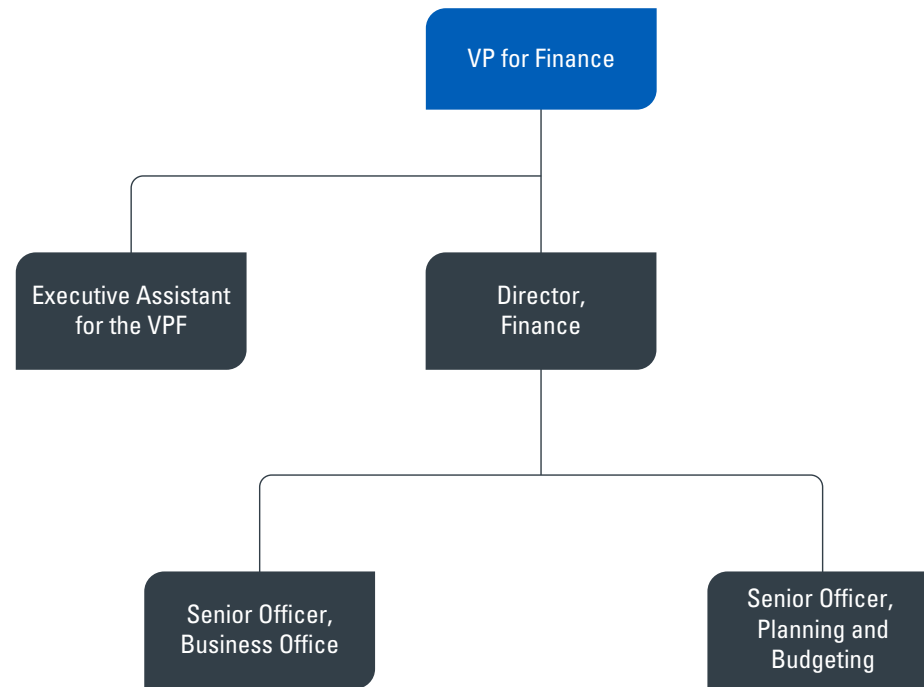 VP for Finance
Executive Assistant
for the VPF
Director,
Finance
Senior Officer,
Business Office
Senior Officer,
Planning and
Budgeting